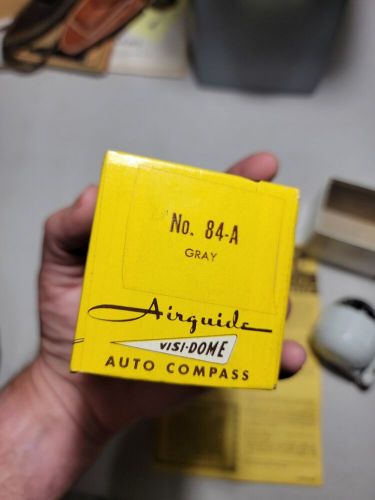 No. 84-A
GRAY
Airguide
VISI-DOME
AUTO COMPASS